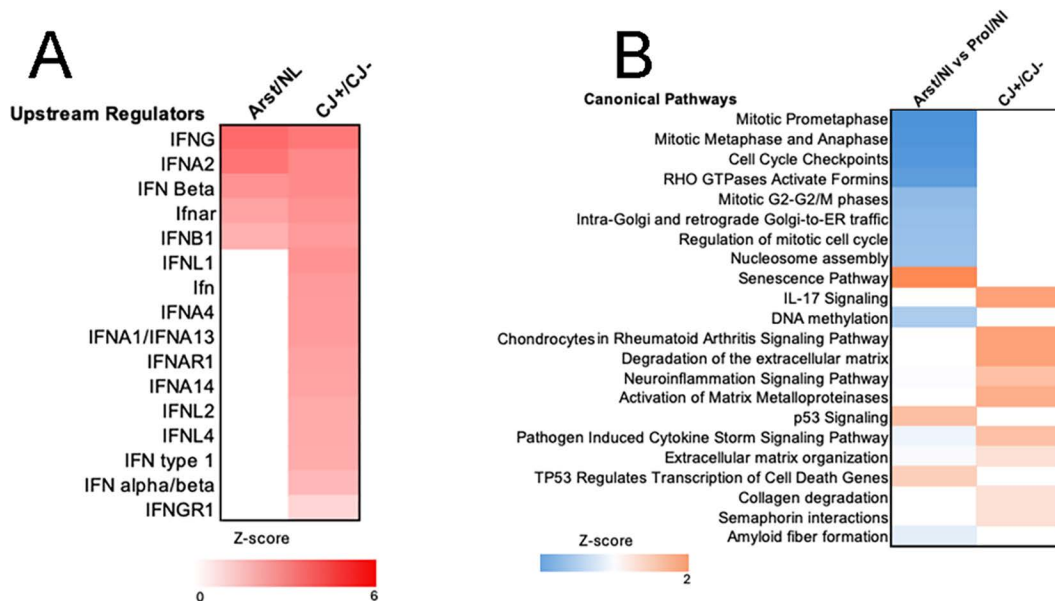 A
Arst/NL
CJ+/CJ-
Upstream Regulators
IFNG
IFNA2
IFN Beta
Ifnar
IFNB1
IFNL1
Ifn
IFNA4
IFNA1/IFNA13
IFNAR1
IFNA14
IFNL2
IFNL4
IFN type 1
IFN alpha/beta
IFNGR1
Z-score
0
6
B
Arst/NI vs Prol/NI
CJ+/CJ-
Canonical Pathways
Mitotic Prometaphase
Mitotic Metaphase and Anaphase
Cell Cycle Checkpoints
RHO GTPases Activate Formins
Mitotic G2-G2/M phases
Intra-Golgi and retrograde Golgi-to-ER traffic
Regulation of mitotic cell cycle
Nucleosome assembly
Senescence Pathway
IL-17 Signaling
DNA methylation
Chondrocytes in Rheumatoid Arthritis Signaling Pathway
Degradation of the extracellular matrix
Neuroinflammation Signaling Pathway
Activation of Matrix Metalloproteinases
p53 Signaling
Pathogen Induced Cytokine Storm Signaling Pathway
Extracellular matrix organization
TP53 Regulates Transcription of Cell Death Genes
Collagen degradation
Semaphorin interactions
Amyloid fiber formation
Z-score
2